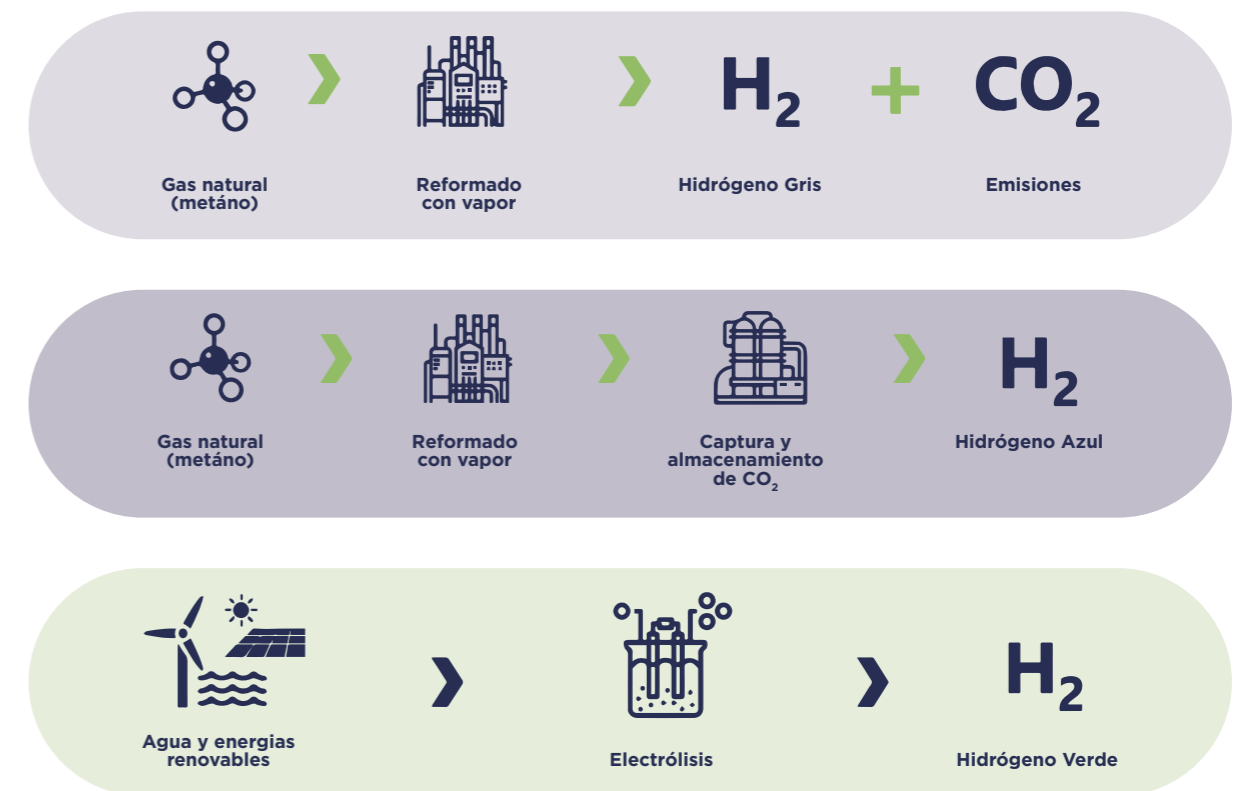 H₂ + CO₂
Gas natural
(metáno)
Reformado
con vapor
Hidrógeno Gris
Emisiones
H₂
Gas natural
(metáno)
Reformado
con vapor
Captura y
almacenamiento
de CO₂
Hidrógeno Azul
H₂
Agua y energias
renovables
Electrólisis
Hidrógeno Verde